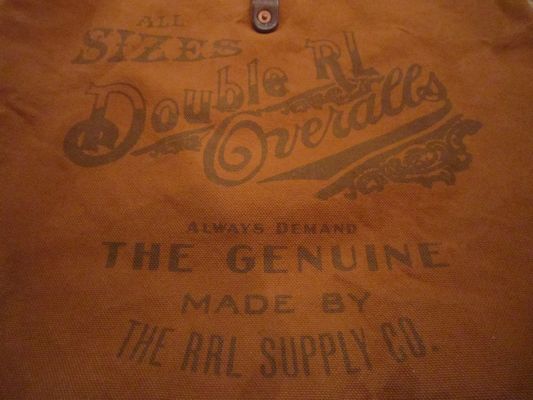 ALL
SIZES
Double RL
Overalls
ALWAYS DEMAND
THE GENUINE
MADE BY
THE RRL SUPPLY CO.